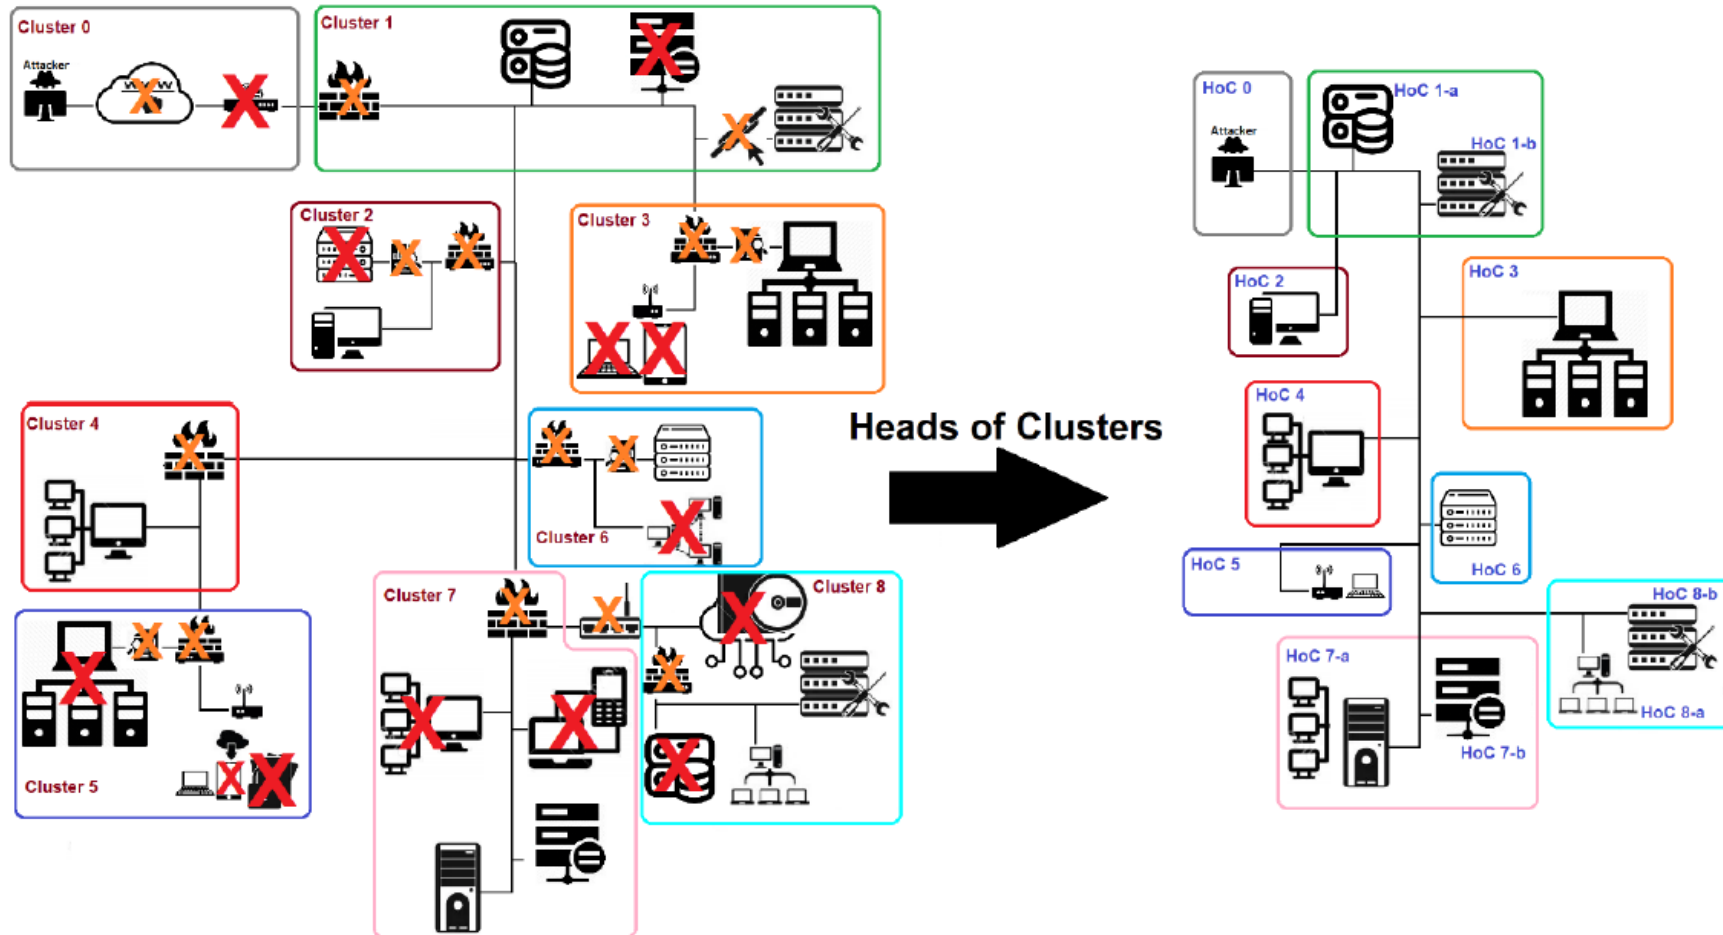 Cluster 0
Attacker
Cluster 1
Cluster 2
Cluster 3
Cluster 4
Cluster 5
Cluster 6
Cluster 7
Cluster 8
Heads of Clusters
HoC 0
Attacker
HoC 1-a
HoC 1-b
HoC 2
HoC 3
HoC 4
HoC 5
HoC 6
HoC 7-a
HoC 7-b
HoC 8-b
HoC 8-a